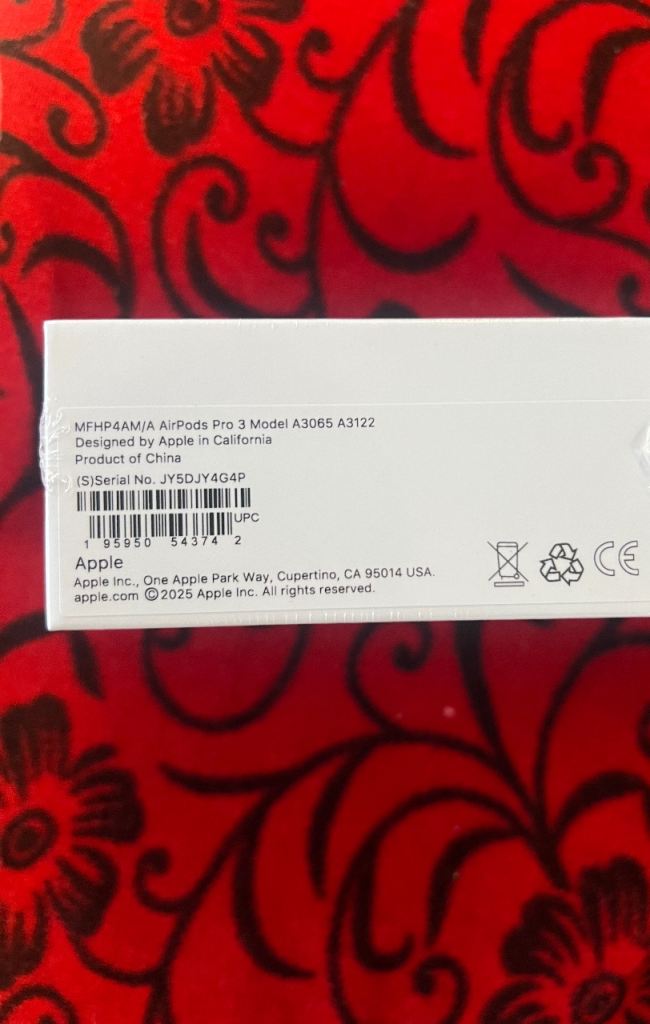 MFHP4AM/A AirPods Pro 3 Model A3065 A3122
Designed by Apple in California
Product of China
(S)Serial No. JY5DJY4G4P
UPC
1 95950 54374 2
Apple
Apple Inc., One Apple Park Way, Cupertino, CA 95014 USA.
apple.com ©2025 Apple Inc. All rights reserved.
CE